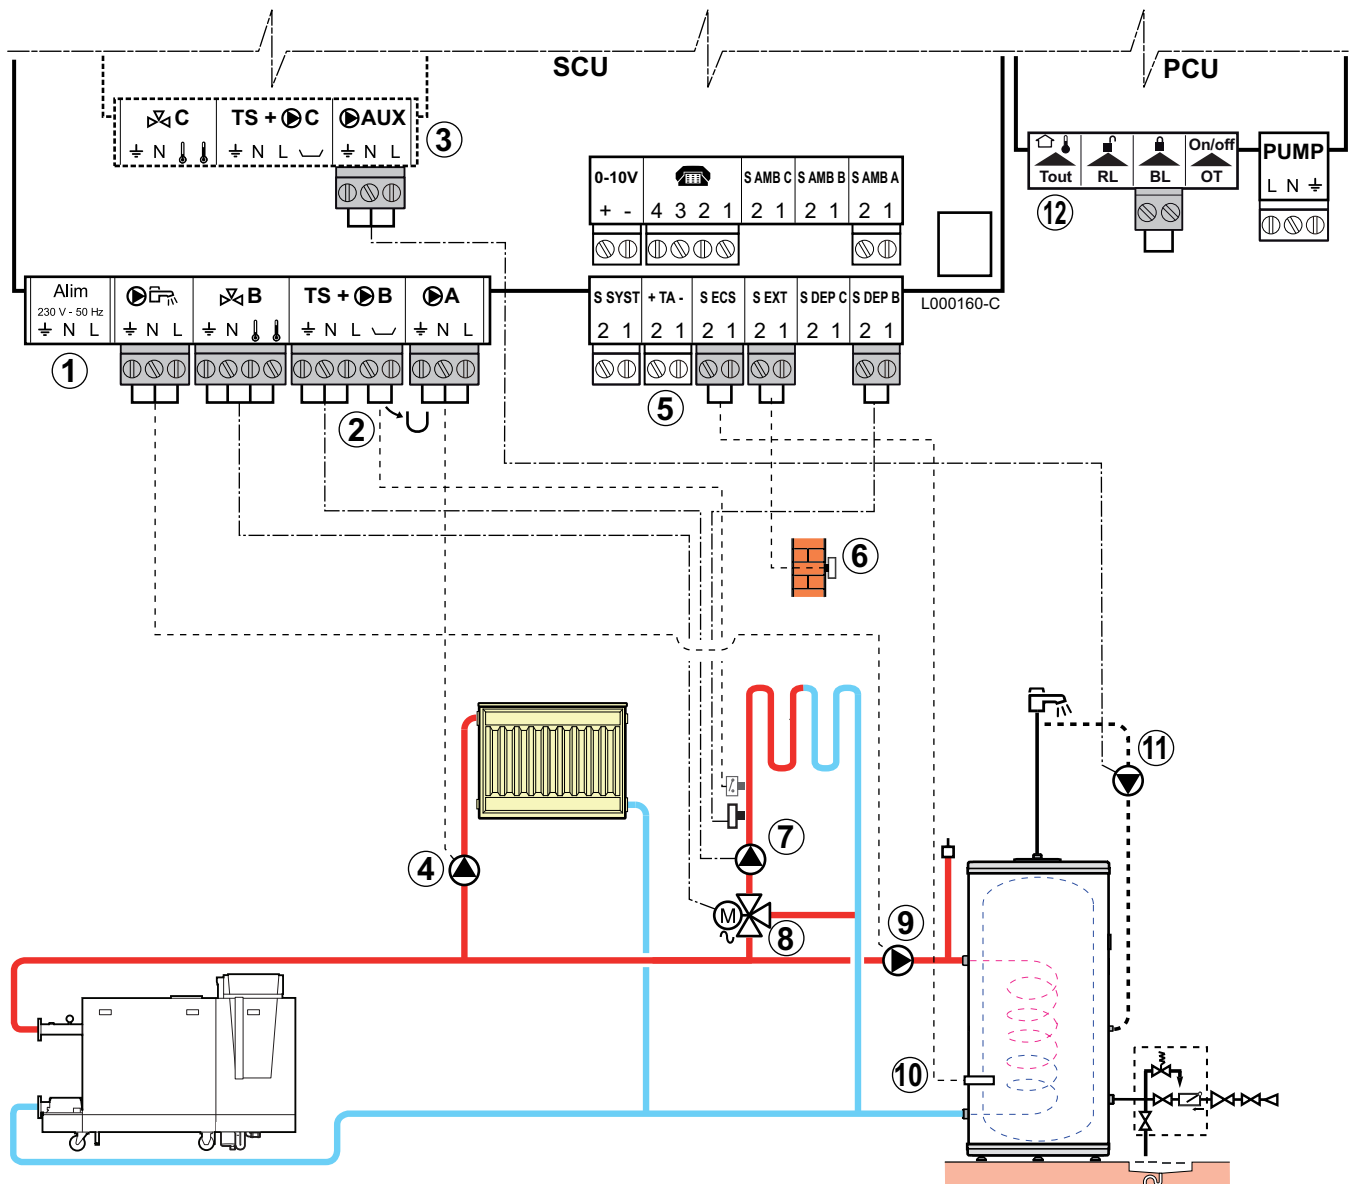 SCU
PCU
C TS + C AUX
N N L N L
3
0-10V S AMB C S AMB B S AMB A
+ - 4 3 2 1 2 1 2 1 2 1
On/off
Tout RL BL OT
PUMP
L N
12
Alim
230 V - 50 Hz
N L
N L
B
N
TS + B
N L
A
N L
S SYST + TA - S ECS S EXT S DEP C S DEP B
2 1 2 1 2 1 2 1 2 1 2 1
L000160-C
1
2
5
6
11
7
4
M
8
9
10